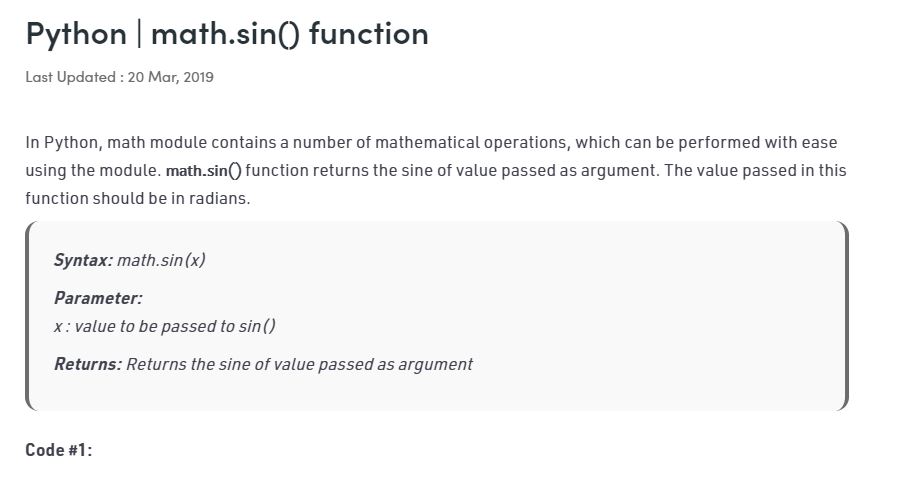 Python | math.sin() function
Last Updated : 20 Mar, 2019
In Python, math module contains a number of mathematical operations, which can be performed with ease
using the module. math.sin() function returns the sine of value passed as argument. The value passed in this
function should be in radians.
Syntax: math.sin(x)
Parameter:
x : value to be passed to sin()
Returns: Returns the sine of value passed as argument
Code #1: